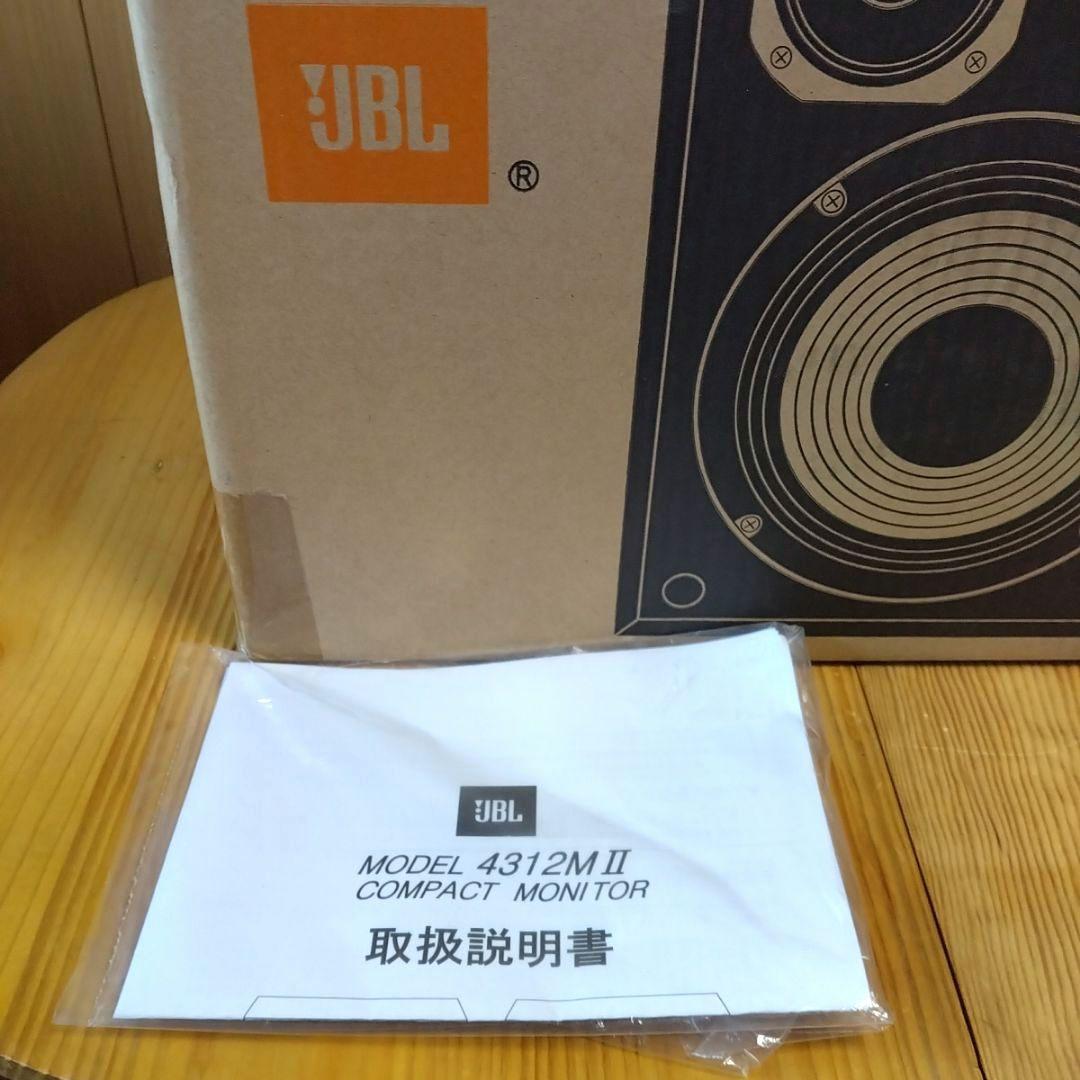 JBL
®
JBL
MODEL 4312M II
COMPACT MONITOR
取扱説明書